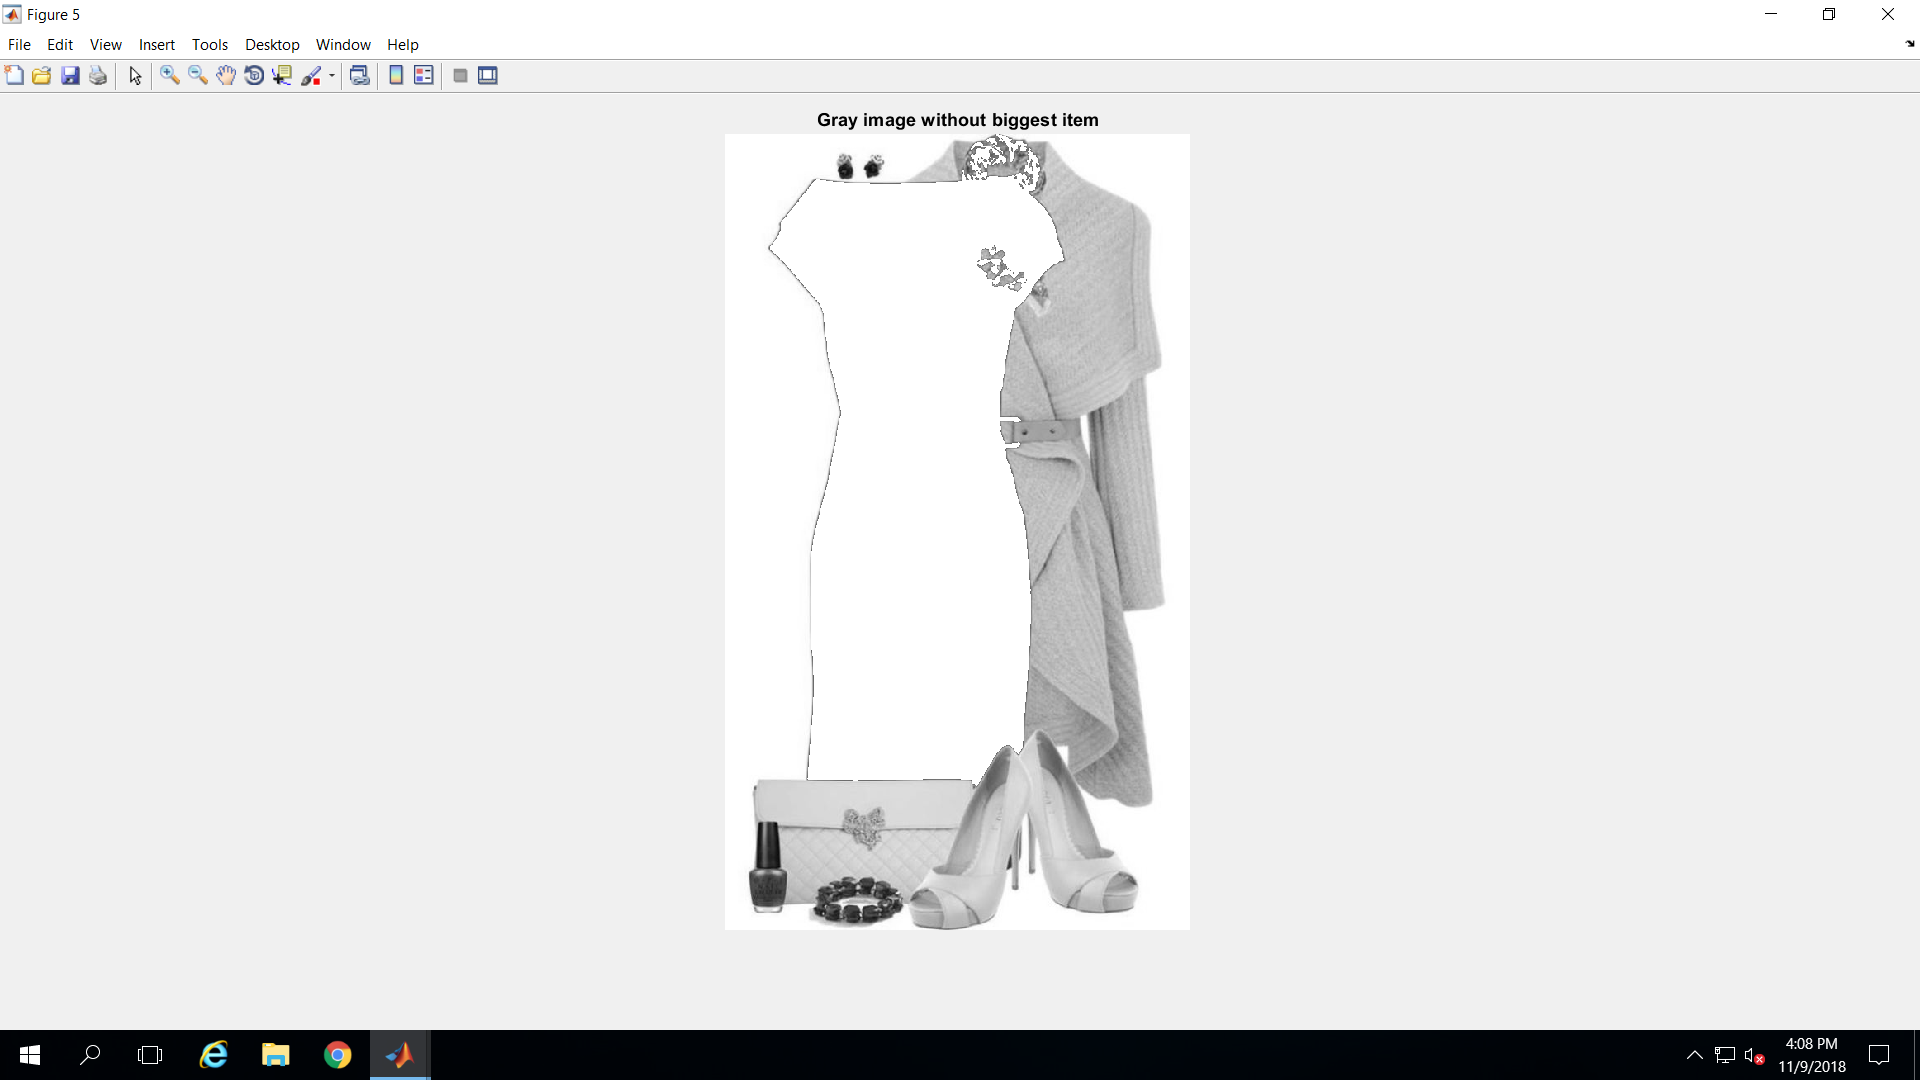 Figure 5
File Edit View Insert Tools Desktop Window Help
Gray image without biggest item
4:08 PM
11/9/2018